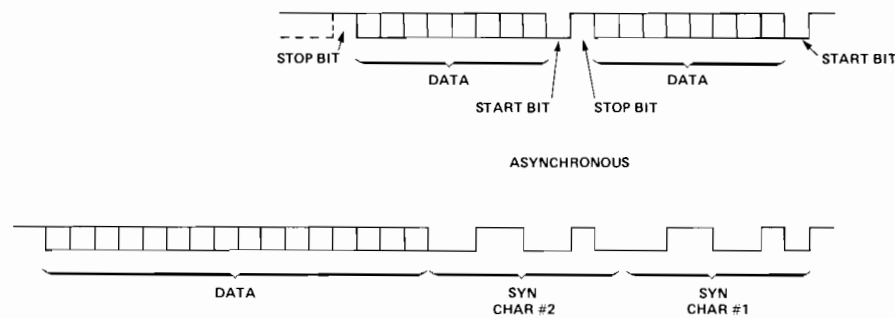 STOP BIT
DATA
START BIT
STOP BIT
DATA
START BIT
ASYNCHRONOUS
DATA
SYN
CHAR #2
SYN
CHAR #1